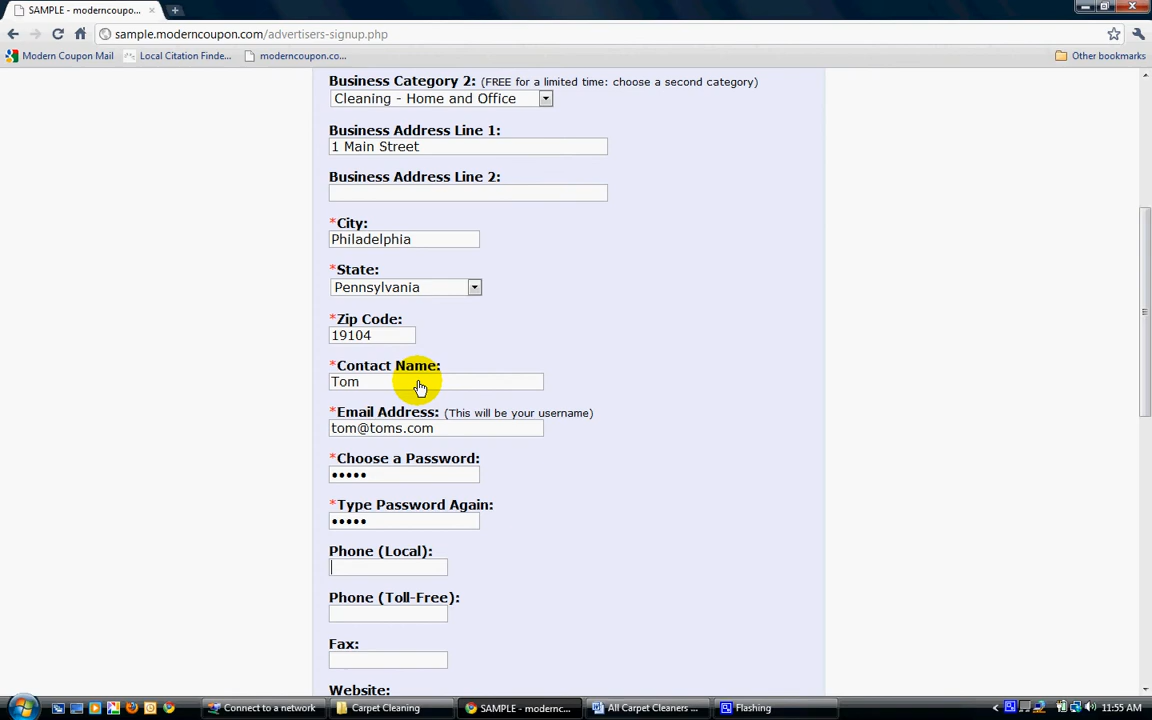 SAMPLE - moderncoupo...
sample.moderncoupon.com/advertisers-signup.php
Modern Coupon Mail
Local Citation Finde...
moderncoupon.co...
Other bookmarks
Business Category 2: (FREE for a limited time: choose a second category)
Cleaning - Home and Office
Business Address Line 1:
1 Main Street
Business Address Line 2:
*City:
Philadelphia
*State:
Pennsylvania
*Zip Code:
19104
*Contact Name:
Tom
*Email Address: (This will be your username)
tom@toms.com
*Choose a Password:
•••••
*Type Password Again:
•••••
Phone (Local):
Phone (Toll-Free):
Fax:
Website:
Connect to a network
Carpet Cleaning
SAMPLE - modernc...
All Carpet Cleaners ...
Flashing
11:55 AM